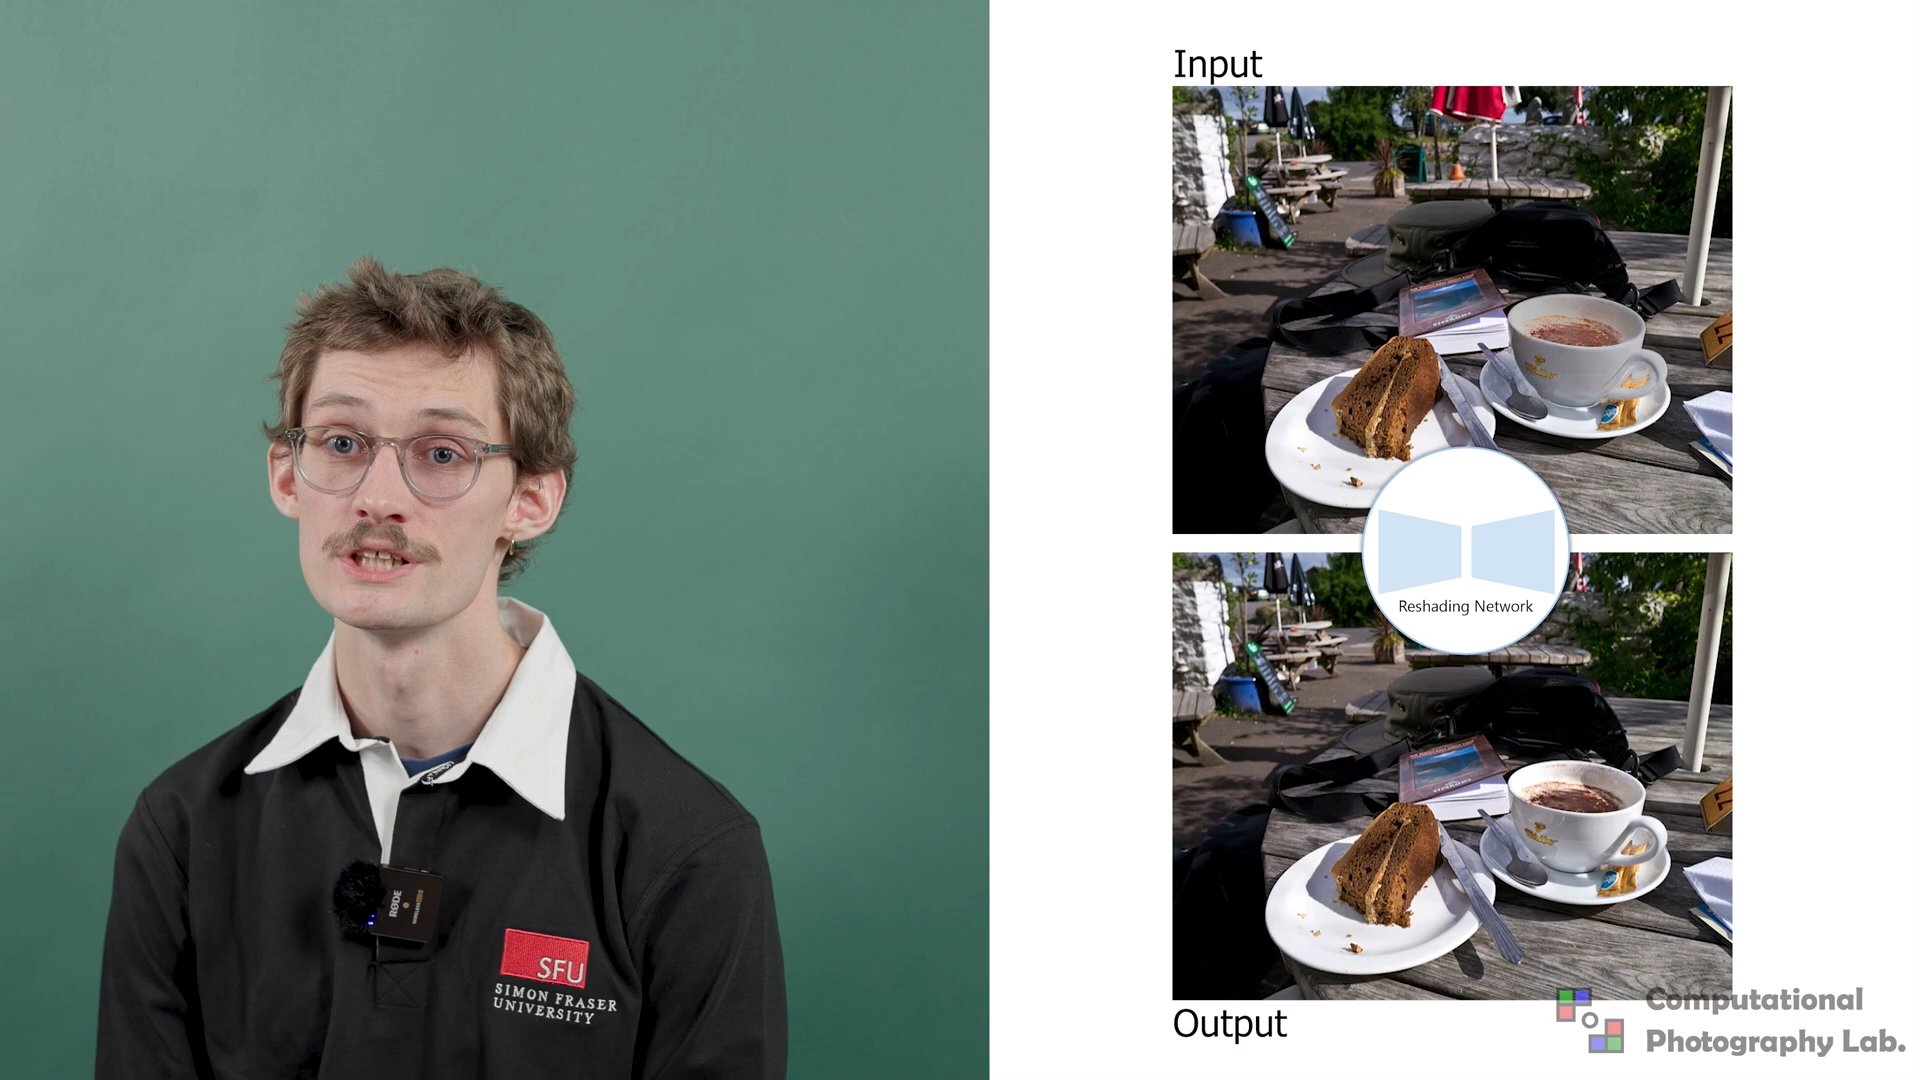 Input
Reshading Network
Output
RØDE
SFU
SIMON FRASER
UNIVERSITY
Computational
Photography Lab.